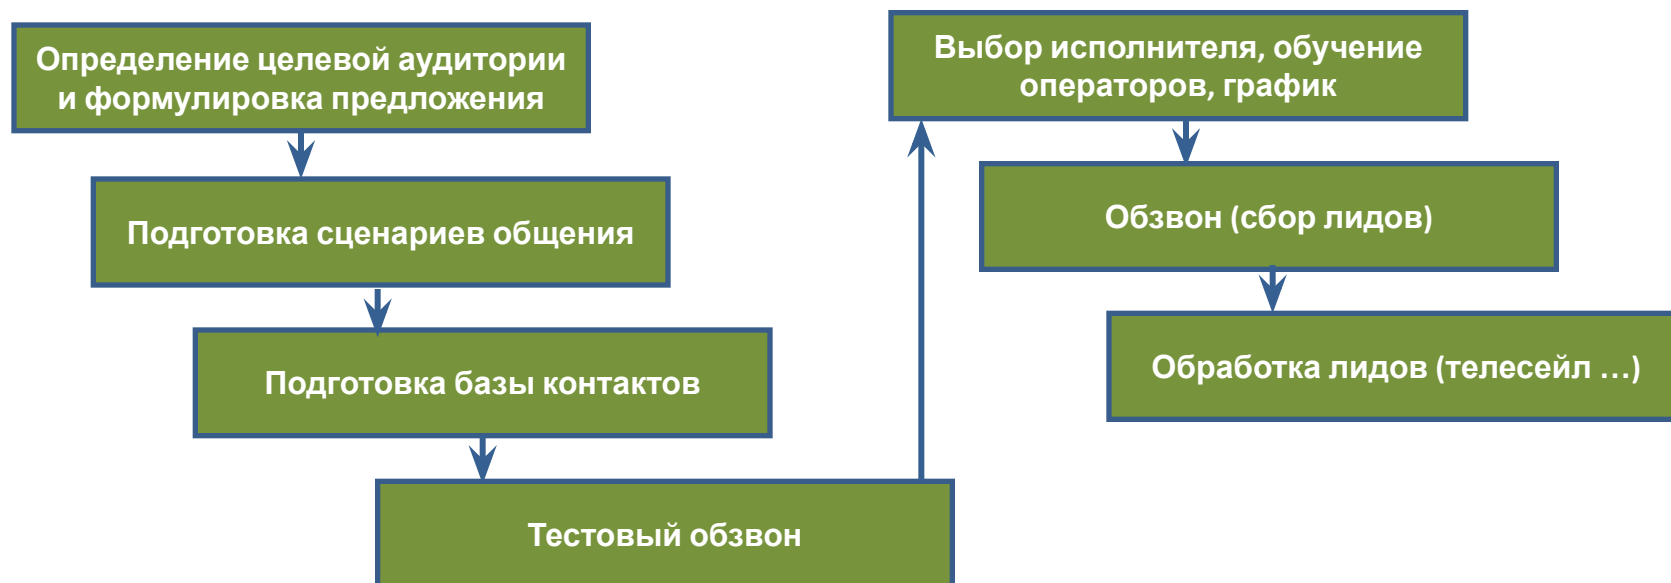 Определение целевой аудитории
и формулировка предложения
Подготовка сценариев общения
Подготовка базы контактов
Тестовый обзвон
Выбор исполнителя, обучение
операторов, график
Обзвон (сбор лидов)
Обработка лидов (телесейл …)